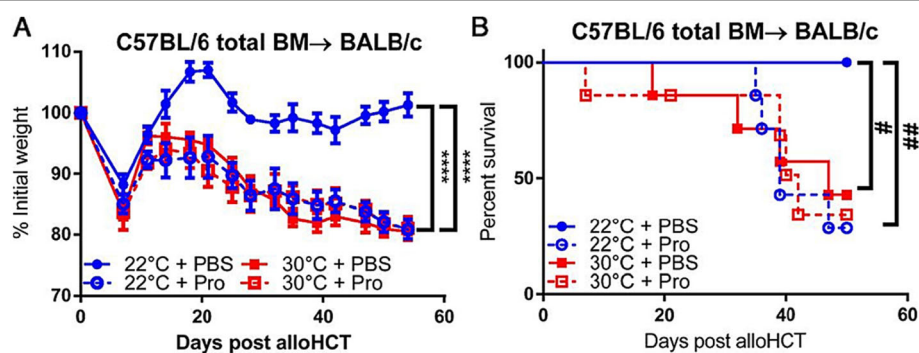 A
C57BL/6 total BM→ BALB/c
% Initial weight
110
100
90
80
70
0
20
40
60
Days post alloHCT
22°C + PBS
22°C + Pro
30°C + PBS
30°C + Pro
****
****
B
C57BL/6 total BM→ BALB/c
Percent survival
100
50
0
0
20
40
60
Days post alloHCT
22°C + PBS
22°C + Pro
30°C + PBS
30°C + Pro
#
##